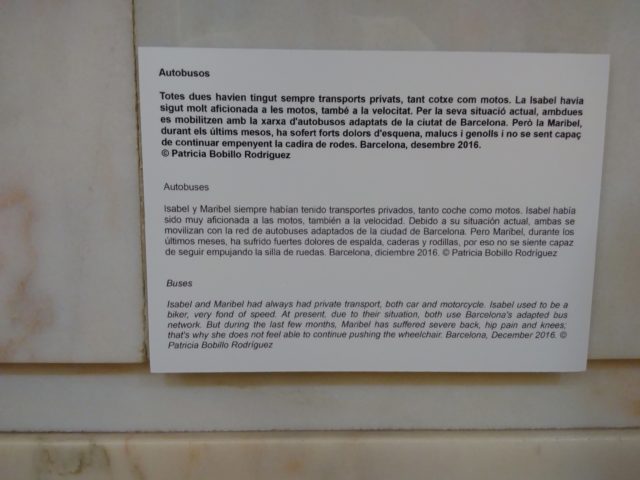 Autobusos
Totes dues havien tingut sempre transports privats, tant cotxe com motos. La Isabel havia
sigut molt aficionada a les motos, també a la velocitat. Per la seva situació actual, ambdues
es mobilitzen amb la xarxa d'autobusos adaptats de la ciutat de Barcelona. Però la Maribel,
durant els últims mesos, ha sofert forts dolors d'esquena, malucs i genolls i no se sent capaç
de continuar empenyent la cadira de rodes. Barcelona, desembre 2016.
© Patricia Bobillo Rodríguez
Autobuses
Isabel y Maribel siempre habían tenido transportes privados, tanto coche como motos. Isabel había
sido muy aficionada a las motos, también a la velocidad. Debido a su situación actual, ambas se
movilizan con la red de autobuses adaptados de la ciudad de Barcelona. Pero Maribel, durante los
últimos meses, ha sufrido fuertes dolores de espalda, caderas y rodillas, por eso no se siente capaz
de seguir empujando la silla de ruedas. Barcelona, diciembre 2016. © Patricia Bobillo Rodríguez
Buses
Isabel and Maribel had always had private transport, both car and motorcycle. Isabel used to be a
biker, very fond of speed. At present, due to their situation, both use Barcelona's adapted bus
network. But during the last few months, Maribel has suffered severe back, hip pain and knees;
that's why she does not feel able to continue pushing the wheelchair. Barcelona, December 2016. ©
Patricia Bobillo Rodríguez